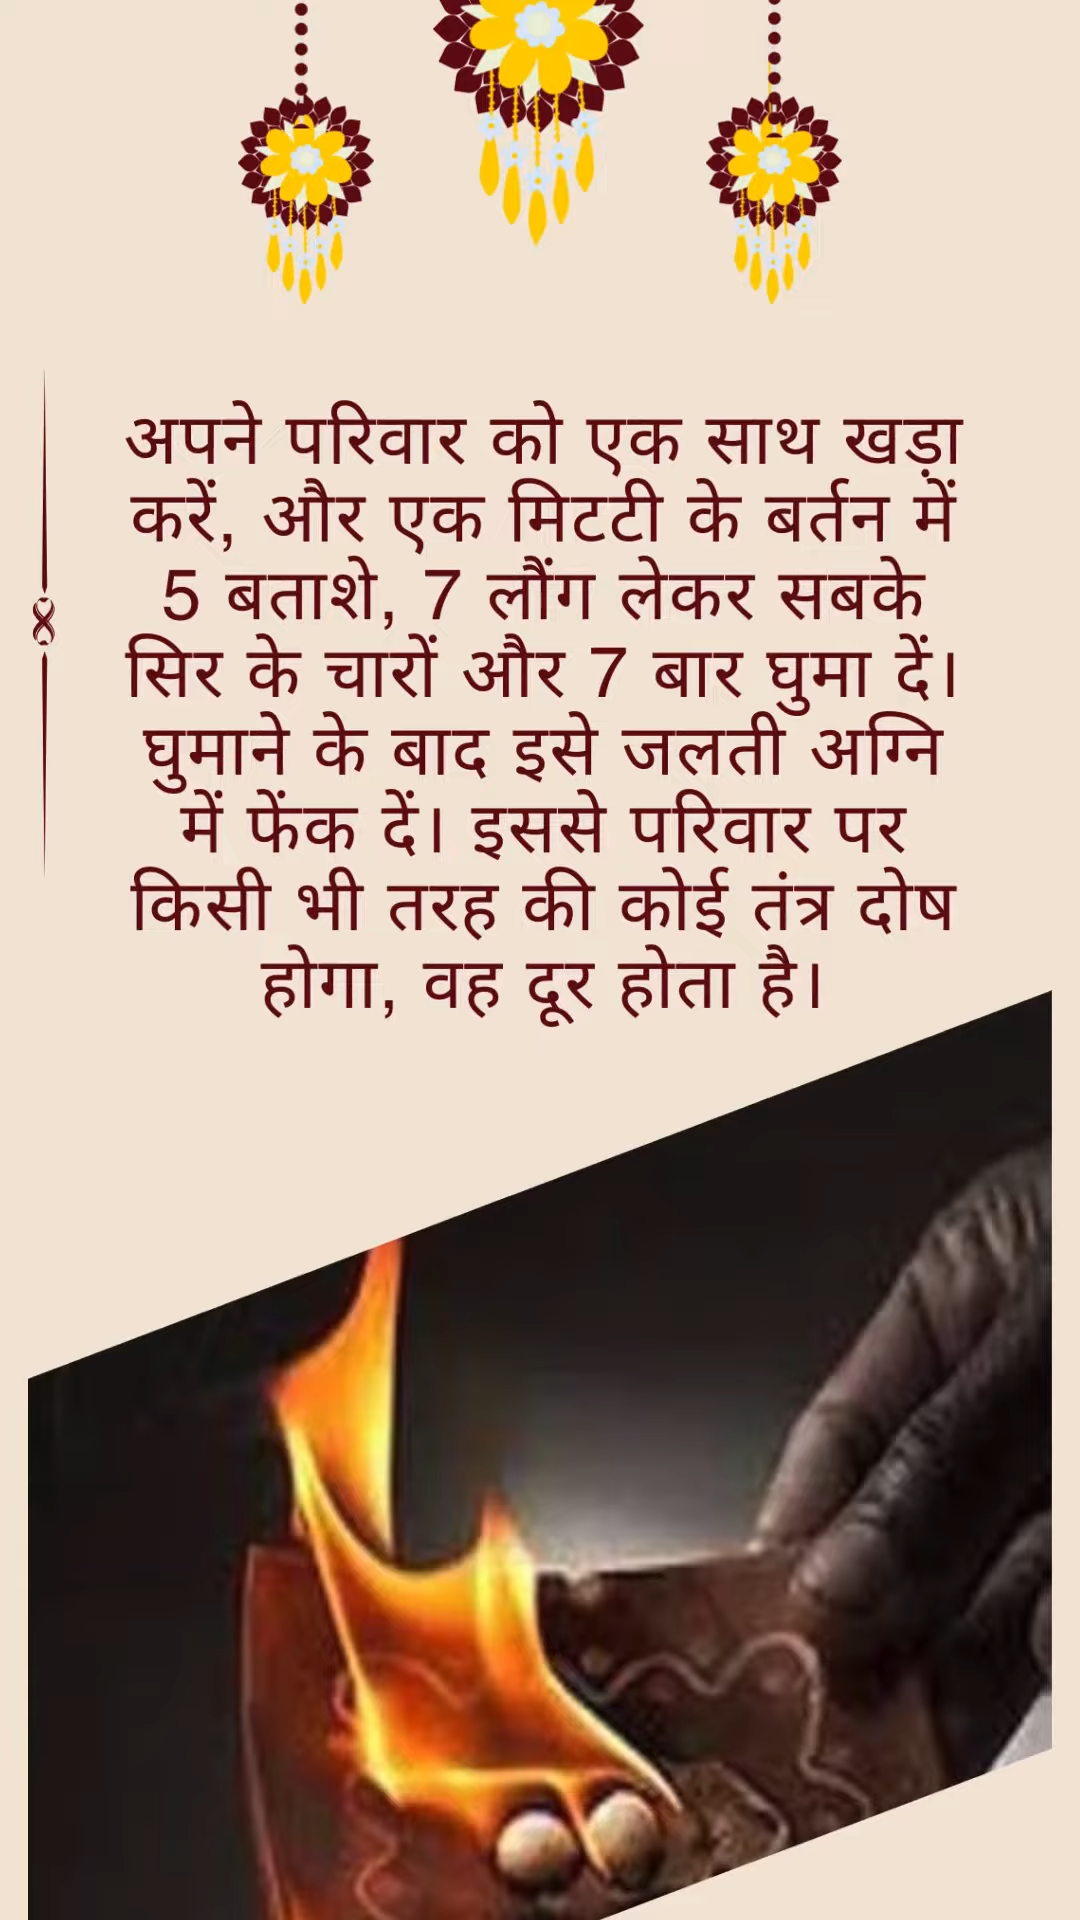 अपने परिवार को एक साथ खड़ा
करें, और एक मिटटी के बर्तन में
5 बताशे, 7 लौंग लेकर सबके
सिर के चारों और 7 बार घुमा दें।
घुमाने के बाद इसे जलती अग्नि
में फेंक दें। इससे परिवार पर
किसी भी तरह की कोई तंत्र दोष
होगा, वह दूर होता है।